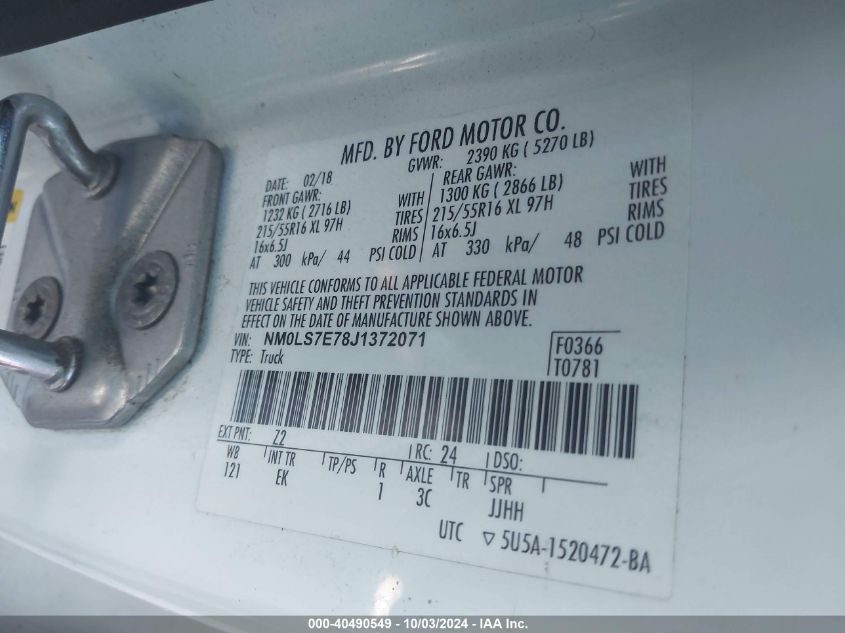 MFD. BY FORD MOTOR CO.
DATE: 02/18 GVWR: 2390 KG ( 5270 LB)
FRONT GAWR: REAR GAWR:
1232 KG ( 2716 LB) WITH 1300 KG ( 2866 LB) WITH
215/55R16 XL 97H TIRES 215/55R16 XL 97H TIRES
16x6.5J RIMS 16x6.5J RIMS
AT 300 kPa/ 44 PSI COLD AT 330 kPa/ 48 PSI COLD
THIS VEHICLE CONFORMS TO ALL APPLICABLE FEDERAL MOTOR
VEHICLE SAFETY AND THEFT PREVENTION STANDARDS IN
EFFECT ON THE DATE OF MANUFACTURE SHOWN ABOVE.
VIN: NM0LS7E78J1372071 F0366
TYPE: Truck T0781
EXT PNT: Z2 RC: 24 DSO:
WB INT TR TP/PS R AXLE TR SPR
121 EK 1 3C JJHH
UTC ▽ 5U5A-1520472-BA
000-40490549 - 10/03/2024 - IAA Inc.